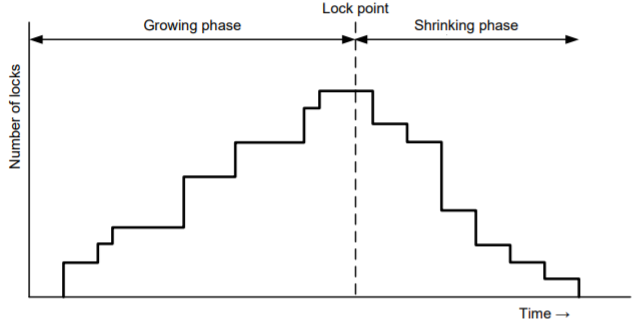 Lock point
Growing phase
Shrinking phase
Number of locks
Time →